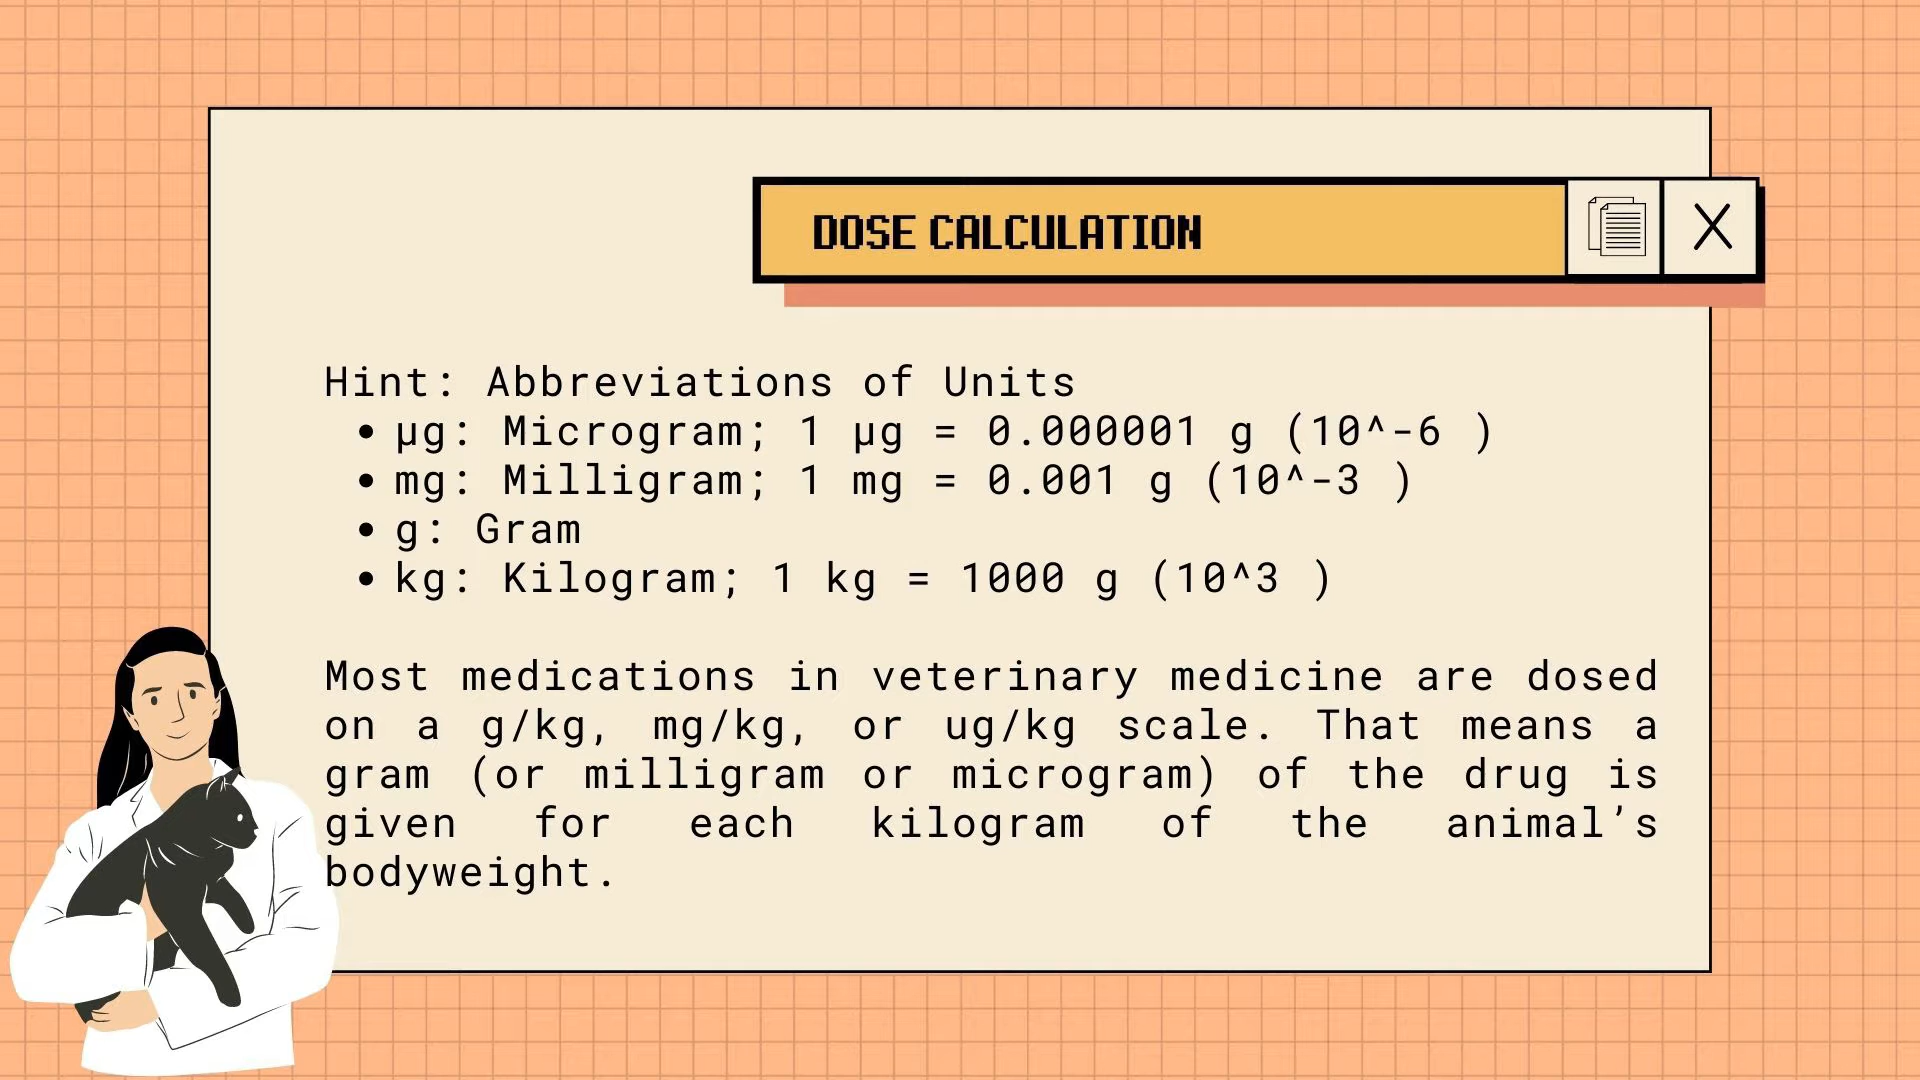 DOSE CALCULATION
Hint: Abbreviations of Units
• µg: Microgram; 1 µg = 0.000001 g (10^-6 )
• mg: Milligram; 1 mg = 0.001 g (10^-3 )
• g: Gram
• kg: Kilogram; 1 kg = 1000 g (10^3 )
Most medications in veterinary medicine are dosed
on a g/kg, mg/kg, or ug/kg scale. That means a
gram (or milligram or microgram) of the drug is
given for each kilogram of the animal’s
bodyweight.